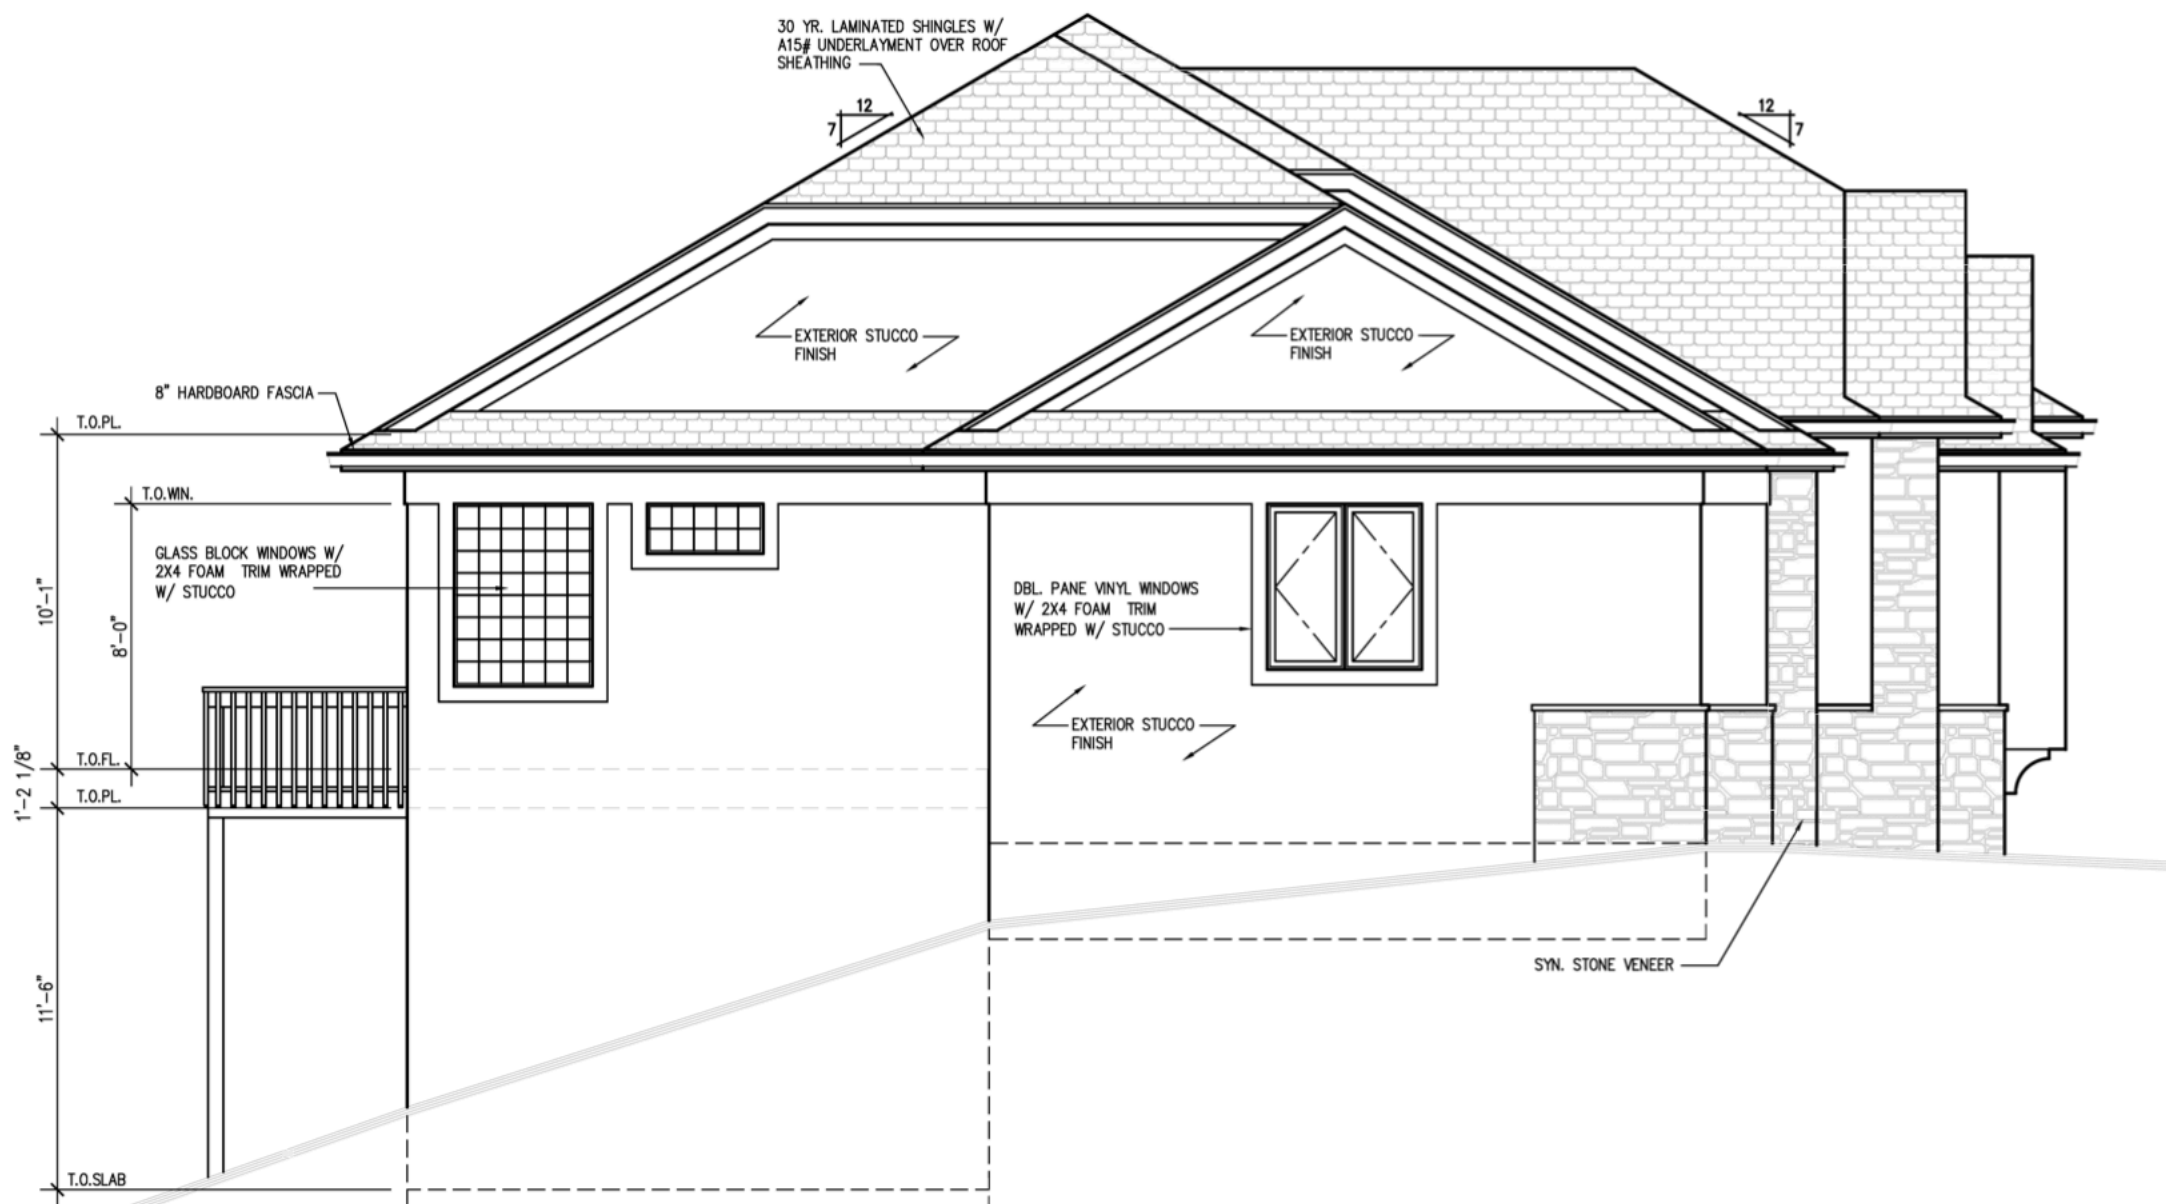 30 YR. LAMINATED SHINGLES W/
A15# UNDERLAYMENT OVER ROOF
SHEATHING
12
7
12
7
EXTERIOR STUCCO
FINISH
EXTERIOR STUCCO
FINISH
8" HARDBOARD FASCIA
T.O.PL.
T.O.WIN.
GLASS BLOCK WINDOWS W/
2X4 FOAM TRIM WRAPPED
W/ STUCCO
10'-1"
8'-0"
DBL. PANE VINYL WINDOWS
W/ 2X4 FOAM TRIM
WRAPPED W/ STUCCO
EXTERIOR STUCCO
FINISH
T.O.FL.
1'-2 1/8"
T.O.PL.
SYN. STONE VENEER
11'-6"
T.O.SLAB